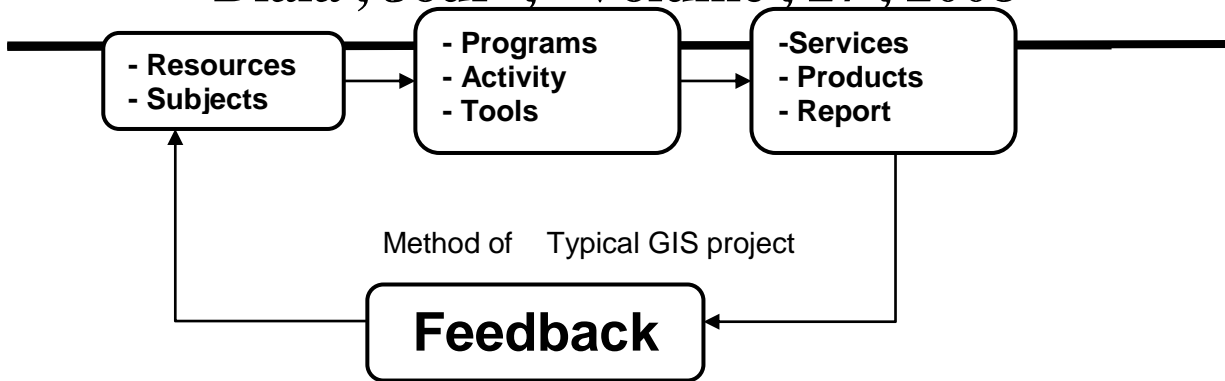 - Resources
- Subjects
- Programs
- Activity
- Tools
-Services
- Products
- Report
Method of Typical GIS project
Feedback